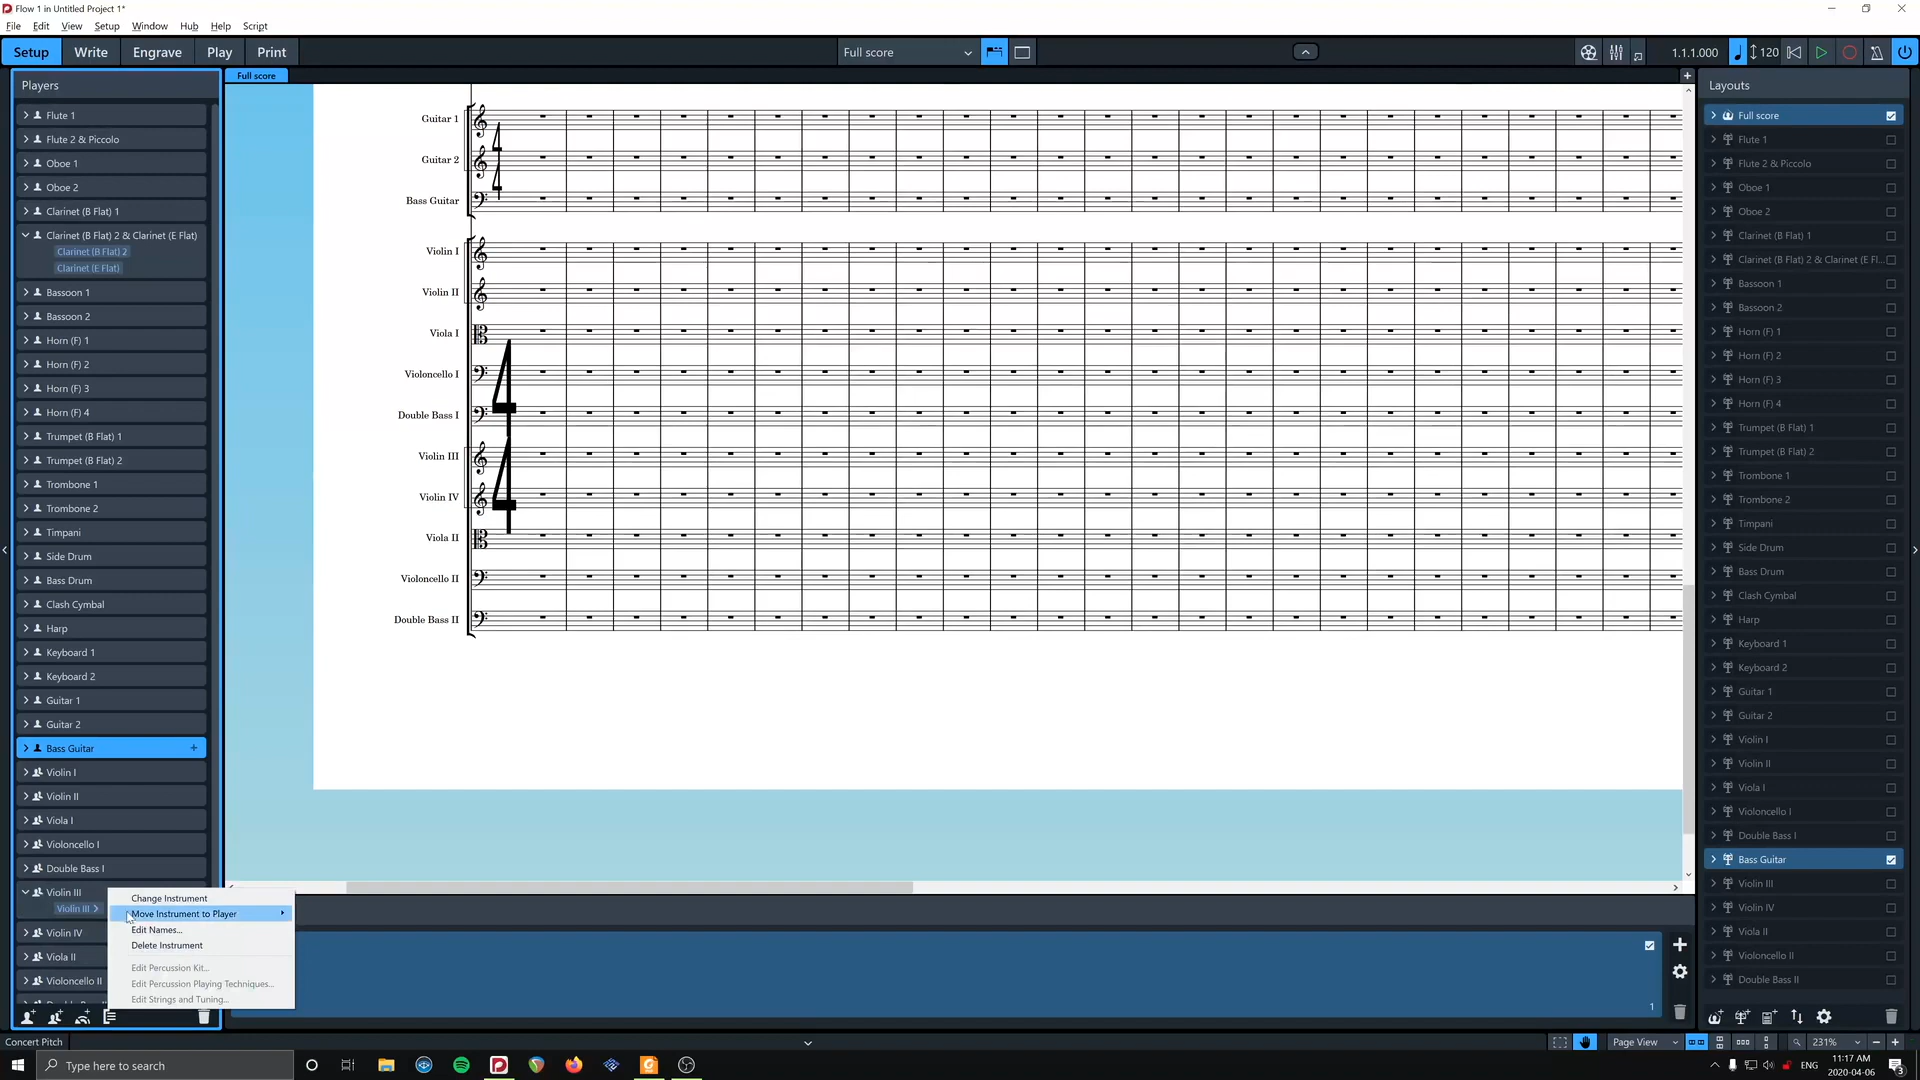 Flow 1 in Untitled Project 1*
File Edit View Setup Window Hub Help Script
Setup Write Engrave Play Print
Full score
1.1.1.000
120
Players
Flute 1
Flute 2 & Piccolo
Oboe 1
Oboe 2
Clarinet (B Flat) 1
Clarinet (B Flat) 2 & Clarinet (E Flat)
Clarinet (B Flat) 2
Clarinet (E Flat)
Bassoon 1
Bassoon 2
Horn (F) 1
Horn (F) 2
Horn (F) 3
Horn (F) 4
Trumpet (B Flat) 1
Trumpet (B Flat) 2
Trombone 1
Trombone 2
Timpani
Side Drum
Bass Drum
Clash Cymbal
Harp
Keyboard 1
Keyboard 2
Guitar 1
Guitar 2
Bass Guitar
Violin I
Violin II
Viola I
Violoncello I
Double Bass I
Violin III
Violin III
Violin IV
Viola II
Violoncello II
Change Instrument
Move Instrument to Player
Edit Names...
Delete Instrument
Edit Percussion Kit...
Edit Percussion Playing Techniques...
Edit Strings and Tuning...
Full score
Guitar 1
Guitar 2
Bass Guitar
Violin I
Violin II
Viola I
Violoncello I
Double Bass I
Violin III
Violin IV
Viola II
Violoncello II
Double Bass II
1
Layouts
Full score
Flute 1
Flute 2 & Piccolo
Oboe 1
Oboe 2
Clarinet (B Flat) 1
Clarinet (B Flat) 2 & Clarinet (E Fl...
Bassoon 1
Bassoon 2
Horn (F) 1
Horn (F) 2
Horn (F) 3
Horn (F) 4
Trumpet (B Flat) 1
Trumpet (B Flat) 2
Trombone 1
Trombone 2
Timpani
Side Drum
Bass Drum
Clash Cymbal
Harp
Keyboard 1
Keyboard 2
Guitar 1
Guitar 2
Violin I
Violin II
Viola I
Violoncello I
Double Bass I
Bass Guitar
Violin III
Violin IV
Viola II
Violoncello II
Double Bass II
Concert Pitch
Page View
231%
Type here to search
ENG
11:17 AM
2020-04-06
3